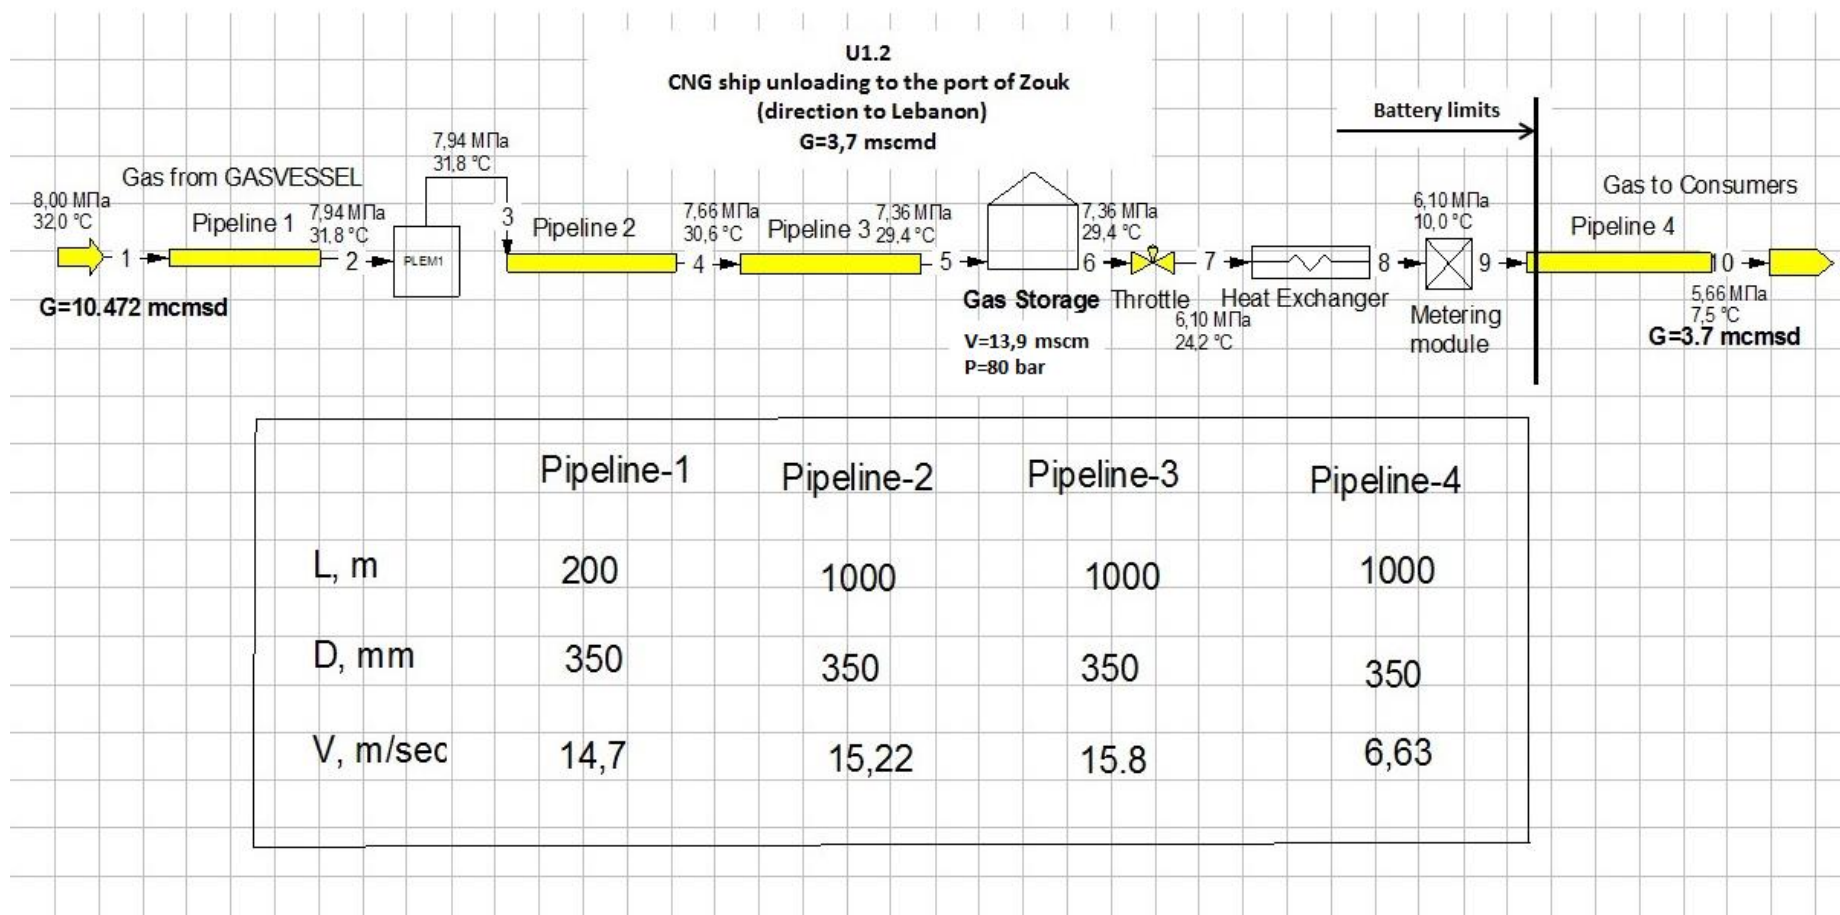 U1.2
CNG ship unloading to the port of Zouk
(direction to Lebanon)
G=3,7 mscmd
Battery limits
Gas from GASVESSEL
Gas to Consumers
8,00 МПа
32,0 °C
Pipeline 1
7,94 МПа
31,8 °C
7,94 МПа
31,8 °C
Pipeline 2
7,66 МПа
30,6 °C
Pipeline 3
7,36 МПа
29,4 °C
7,36 МПа
29,4 °C
6,10 МПа
10,0 °C
Pipeline 4
1
2
PLEM1
3
4
5
6
7
8
9
10
G=10.472 mcmsd
Gas Storage
Throttle
Heat Exchanger
Metering
module
V=13,9 mscm
P=80 bar
6,10 МПа
24,2 °C
5,66 МПа
7,5 °C
G=3.7 mcmsd
Pipeline-1 Pipeline-2 Pipeline-3 Pipeline-4
L, m 200 1000 1000 1000
D, mm 350 350 350 350
V, m/sec 14,7 15,22 15.8 6,63